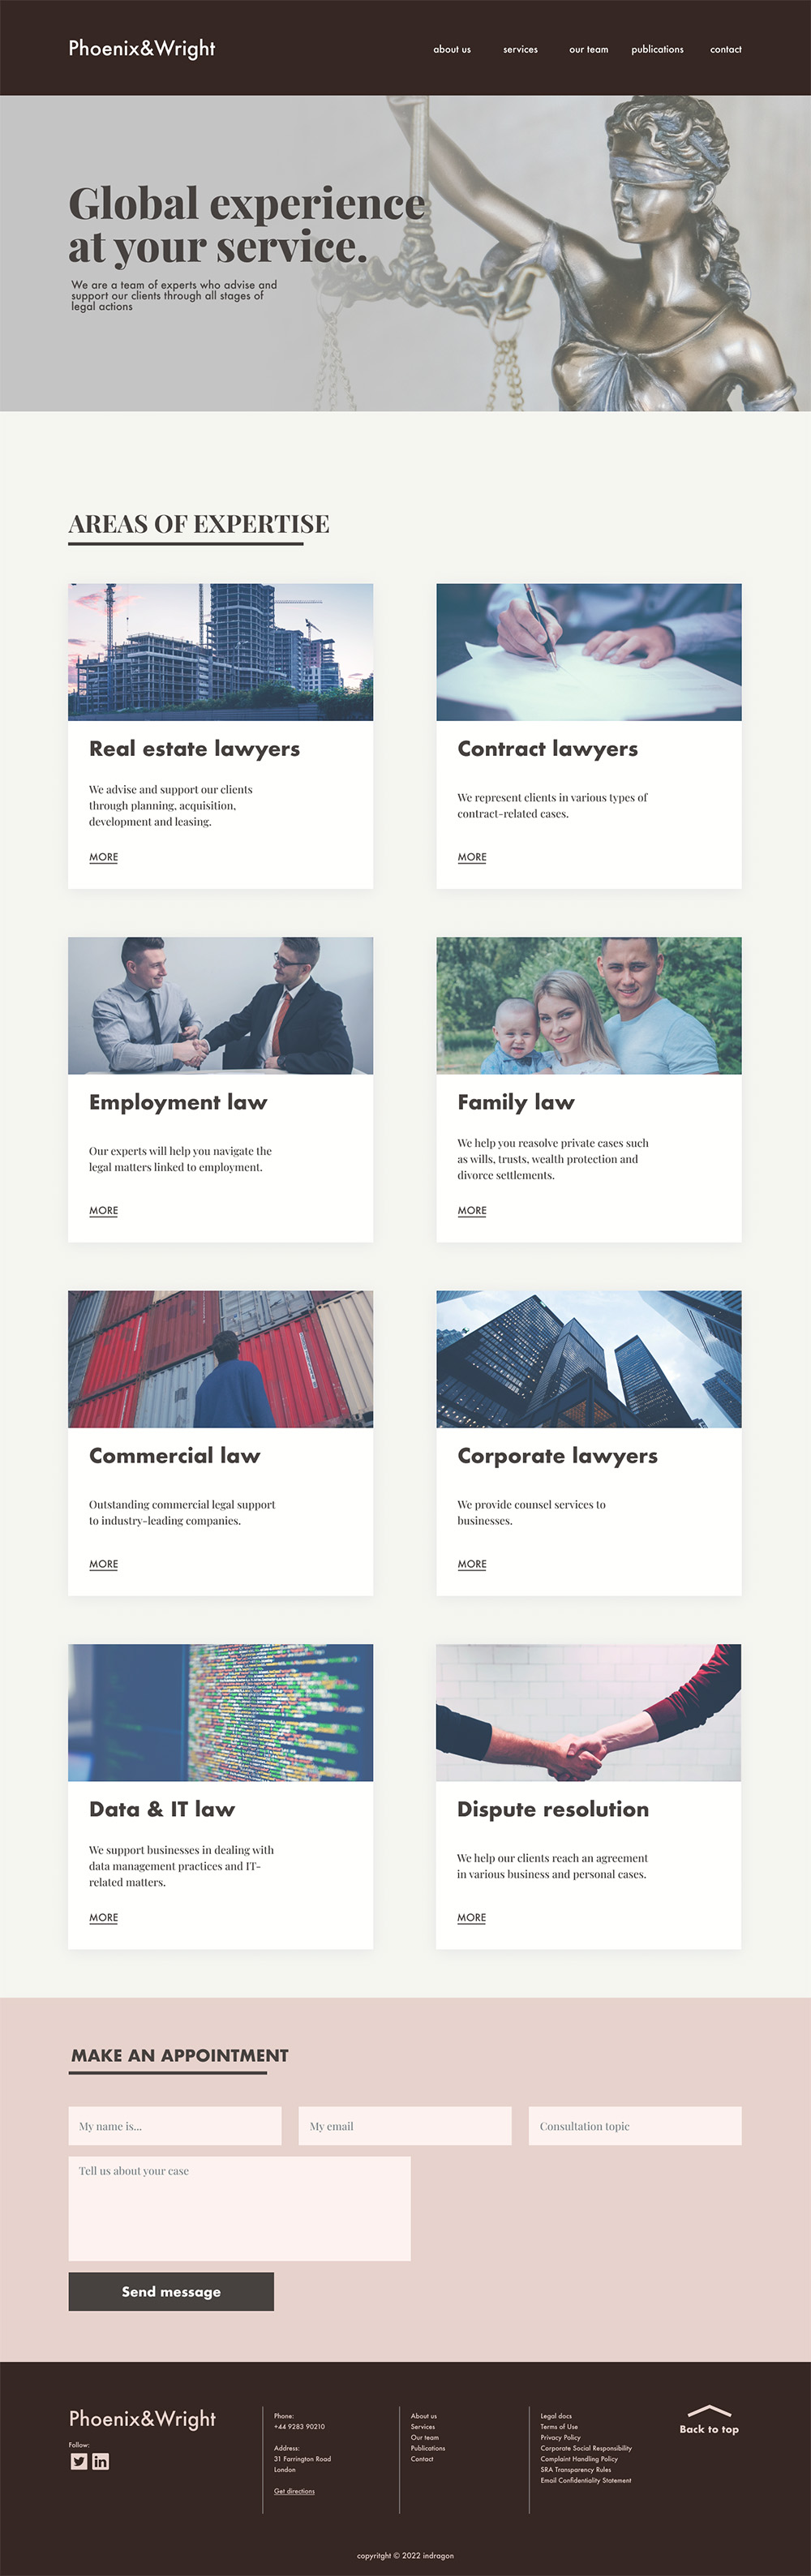 Phoenix&Wright
about us services our team publications contact
Global experience
at your service.
We are a team of experts who advise and
support our clients through all stages of
legal actions
AREAS OF EXPERTISE
Real estate lawyers
We advise and support our clients
through planning, acquisition,
development and leasing.
MORE
Contract lawyers
We represent clients in various types of
contract-related cases.
MORE
Employment law
Our experts will help you navigate the
legal matters linked to employment.
MORE
Family law
We help you reasolve private cases such
as wills, trusts, wealth protection and
divorce settlements.
MORE
Commercial law
Outstanding commercial legal support
to industry-leading companies.
MORE
Corporate lawyers
We provide counsel services to
businesses.
MORE
Data & IT law
We support businesses in dealing with
data management practices and IT-
related matters.
MORE
Dispute resolution
We help our clients reach an agreement
in various business and personal cases.
MORE
MAKE AN APPOINTMENT
My name is...
My email
Consultation topic
Tell us about your case
Send message
Phoenix&Wright
Follow:
in
Phone:
+44 9283 90210
Address:
31 Farrington Road
London
Get directions
About us
Services
Our team
Publications
Contact
Legal docs
Terms of Use
Privacy Policy
Corporate Social Responsibility
Complaint Handling Policy
SRA Transparency Rules
Email Confidentiality Statement
Back to top
copyritght © 2022 indragon